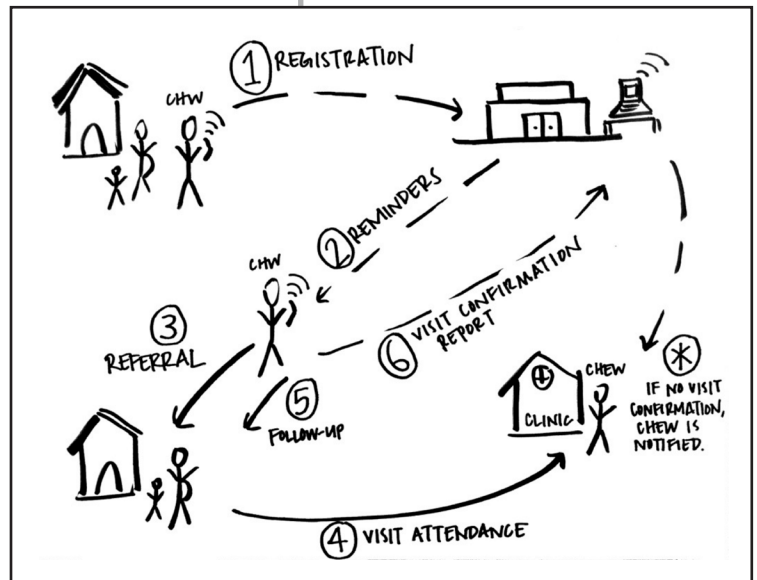 1 REGISTRATION
CHW
2 REMINDERS
CHW
3
REFERRAL
5
FOLLOW-UP
6 VISIT CONFIRMATION
REPORT
CLINIC
CHEW
*
IF NO VISIT
CONFIRMATION,
CHEW IS
NOTIFIED.
4 VISIT ATTENDANCE